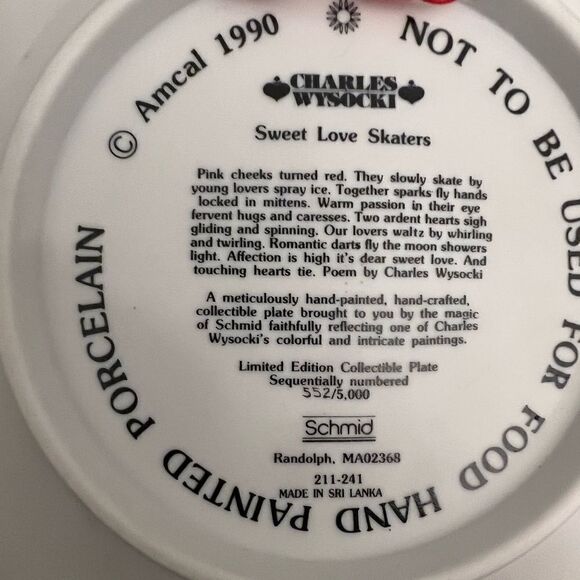 © Amcal 1990
NOT TO BE USED FOR FOOD HAND PAINTED PORCELAIN
CHARLES
WYSOCKI
Sweet Love Skaters
Pink cheeks turned red. They slowly skate by
young lovers spray ice. Together sparks fly hands
locked in mittens. Warm passion in their eye
fervent hugs and caresses. Two ardent hearts sigh
gliding and spinning. Our lovers waltz by whirling
and twirling. Romantic darts fly the moon showers
light. Affection is high it's dear sweet love. And
touching hearts tie. Poem by Charles Wysocki
A meticulously hand-painted, hand-crafted,
collectible plate brought to you by the magic
of Schmid faithfully reflecting one of Charles
Wysocki's colorful and intricate paintings.
Limited Edition Collectible Plate
Sequentially numbered
552/5,000
Schmid
Randolph, MA02368
211-241
MADE IN SRI LANKA